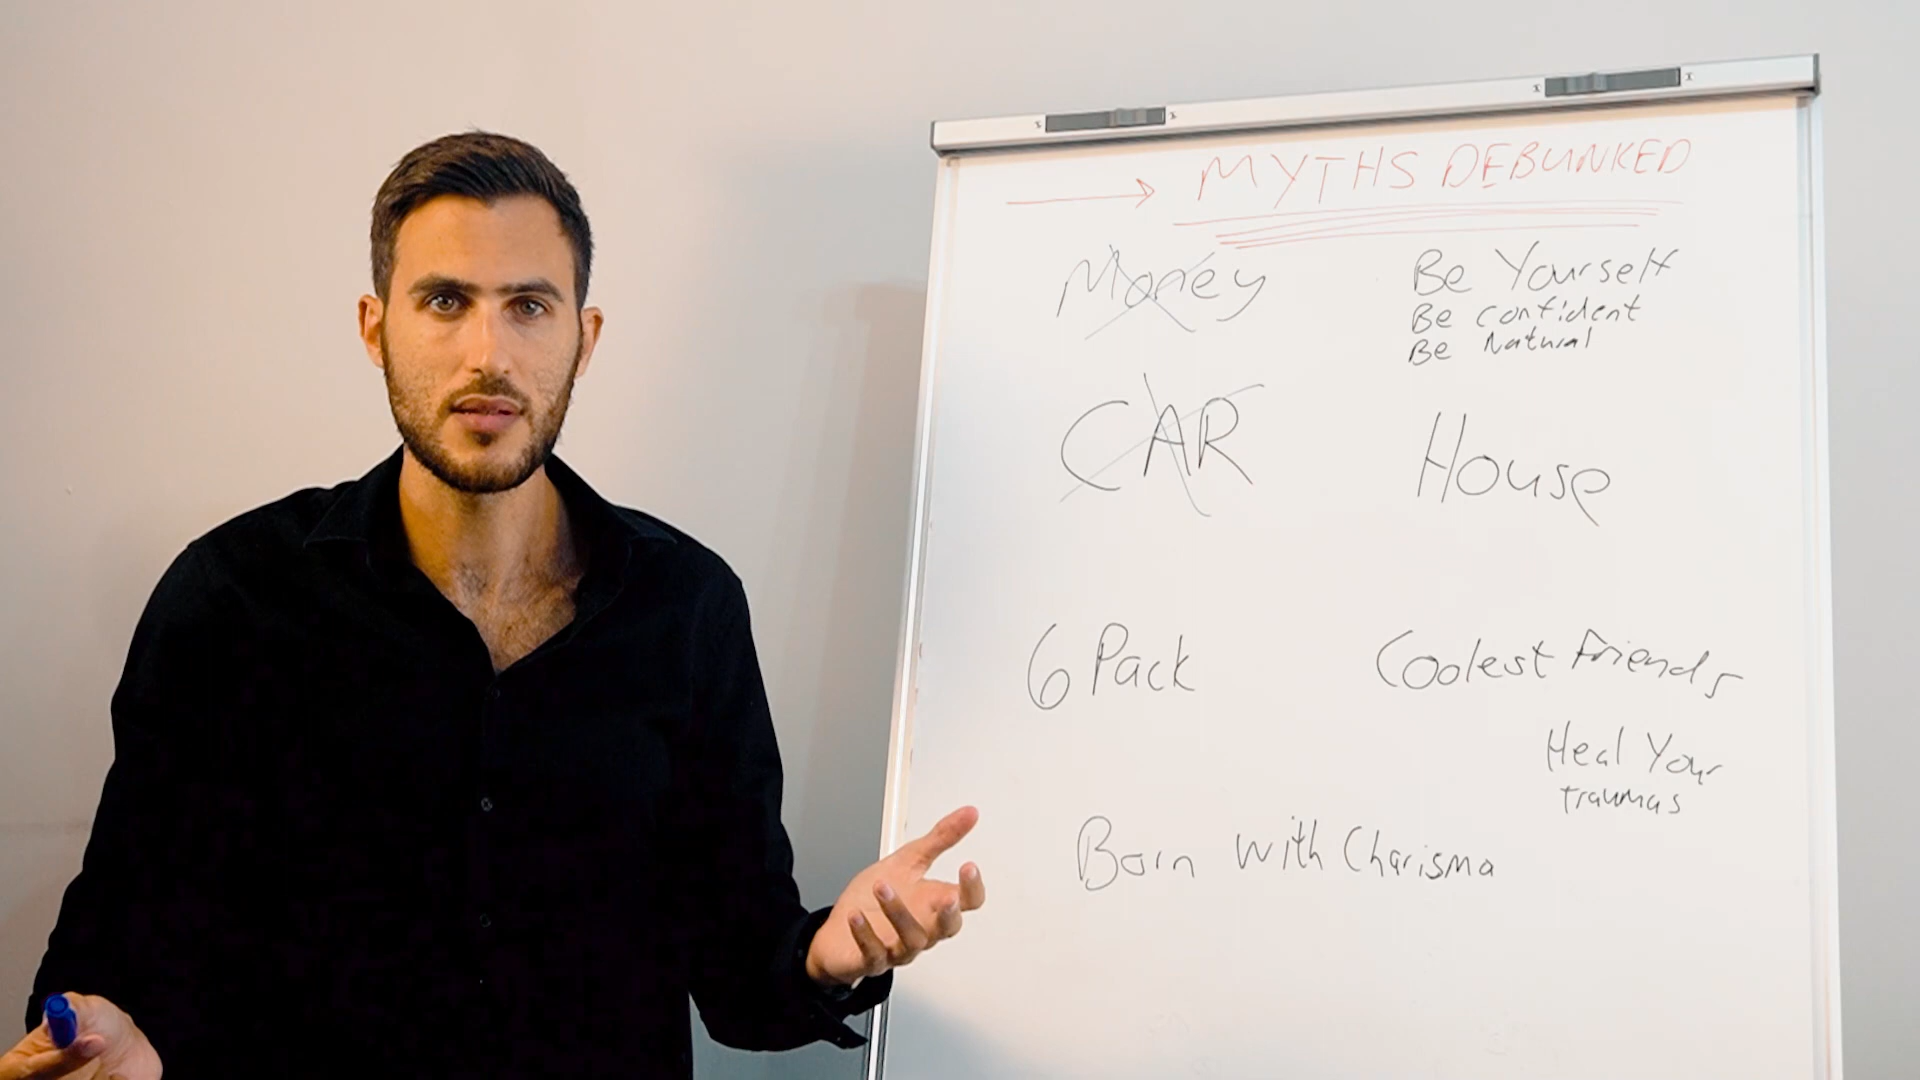 → MYTHS DEBUNKED
Money
Be Yourself
Be confident
Be Natural
CAR
House
6 Pack
Coolest Friends
Heal Your
traumas
Born with Charisma